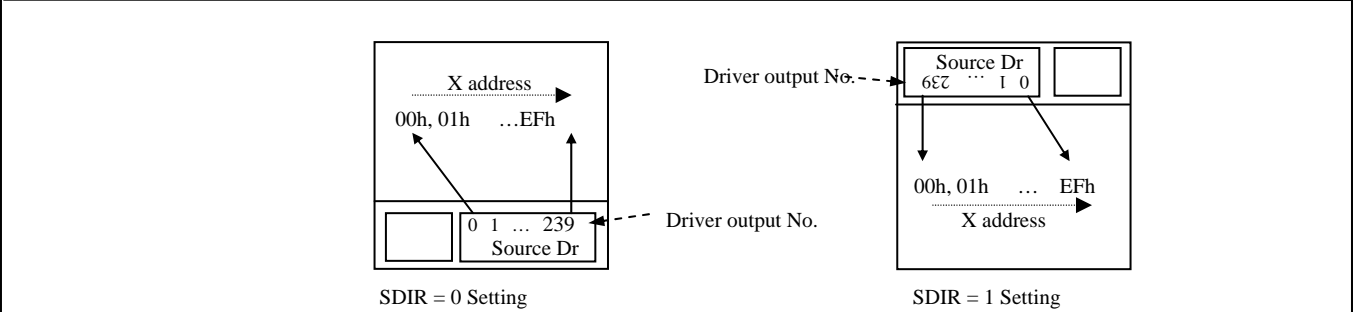 X address
00h, 01h …EFh
0 1 … 239
Source Dr
Driver output No.
SDIR = 0 Setting
Driver output No.
Source Dr
0 1 … 239
00h, 01h … EFh
X address
SDIR = 1 Setting